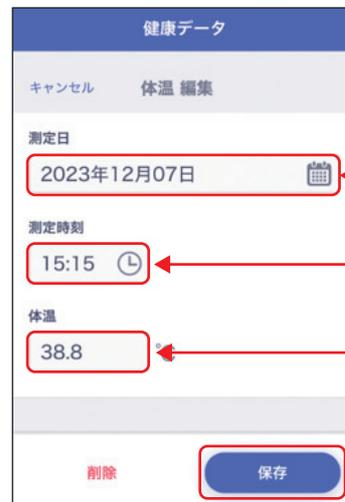 健康データ
キャンセル 体温 編集
測定日
2023年12月07日
測定時刻
15:15
体温
38.8 ℃
削除 保存